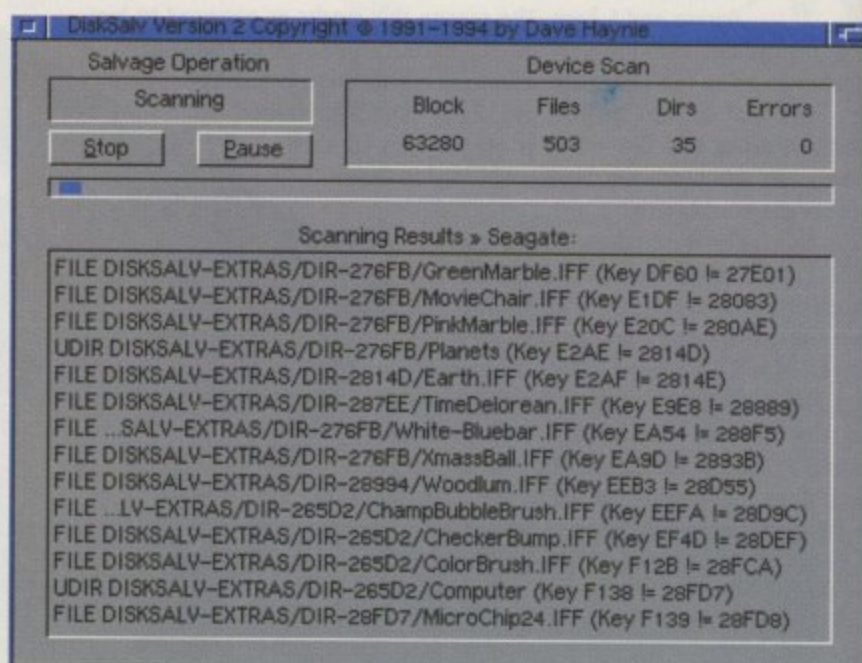 DiskSalv Version 2 Copyright © 1991-1994 by Dave Haynie
Salvage Operation
Device Scan
Scanning
Block Files Dirs Errors
63280 503 35 0
Stop Pause
Scanning Results » Seagate:
FILE DISKSALV-EXTRAS/DIR-276FB/GreenMarble.IFF (Key DF60 != 27E01)
FILE DISKSALV-EXTRAS/DIR-276FB/MovieChair.IFF (Key E1DF != 28083)
FILE DISKSALV-EXTRAS/DIR-276FB/PinkMarble.IFF (Key E20C != 280AE)
UDIR DISKSALV-EXTRAS/DIR-276FB/Planets (Key E2AE != 2814D)
FILE DISKSALV-EXTRAS/DIR-2814D/Earth.IFF (Key E2AF != 2814E)
FILE DISKSALV-EXTRAS/DIR-287EE/TimeDelorean.IFF (Key E9E8 != 28889)
FILE ...SALV-EXTRAS/DIR-276FB/White-Bluebar.IFF (Key EA54 != 288F5)
FILE DISKSALV-EXTRAS/DIR-276FB/XmassBall.IFF (Key EA9D != 2893B)
FILE DISKSALV-EXTRAS/DIR-28994/Woodlum.IFF (Key EEB3 != 28D55)
FILE ...LV-EXTRAS/DIR-265D2/ChampBubbleBrush.IFF (Key EEFA != 28D9C)
FILE DISKSALV-EXTRAS/DIR-265D2/CheckerBump.IFF (Key EF4D != 28DEF)
FILE DISKSALV-EXTRAS/DIR-265D2/ColorBrush.IFF (Key F12B != 28FCA)
UDIR DISKSALV-EXTRAS/DIR-265D2/Computer (Key F138 != 28FD7)
FILE DISKSALV-EXTRAS/DIR-28FD7/MicroChip24.IFF (Key F139 != 28FD8)